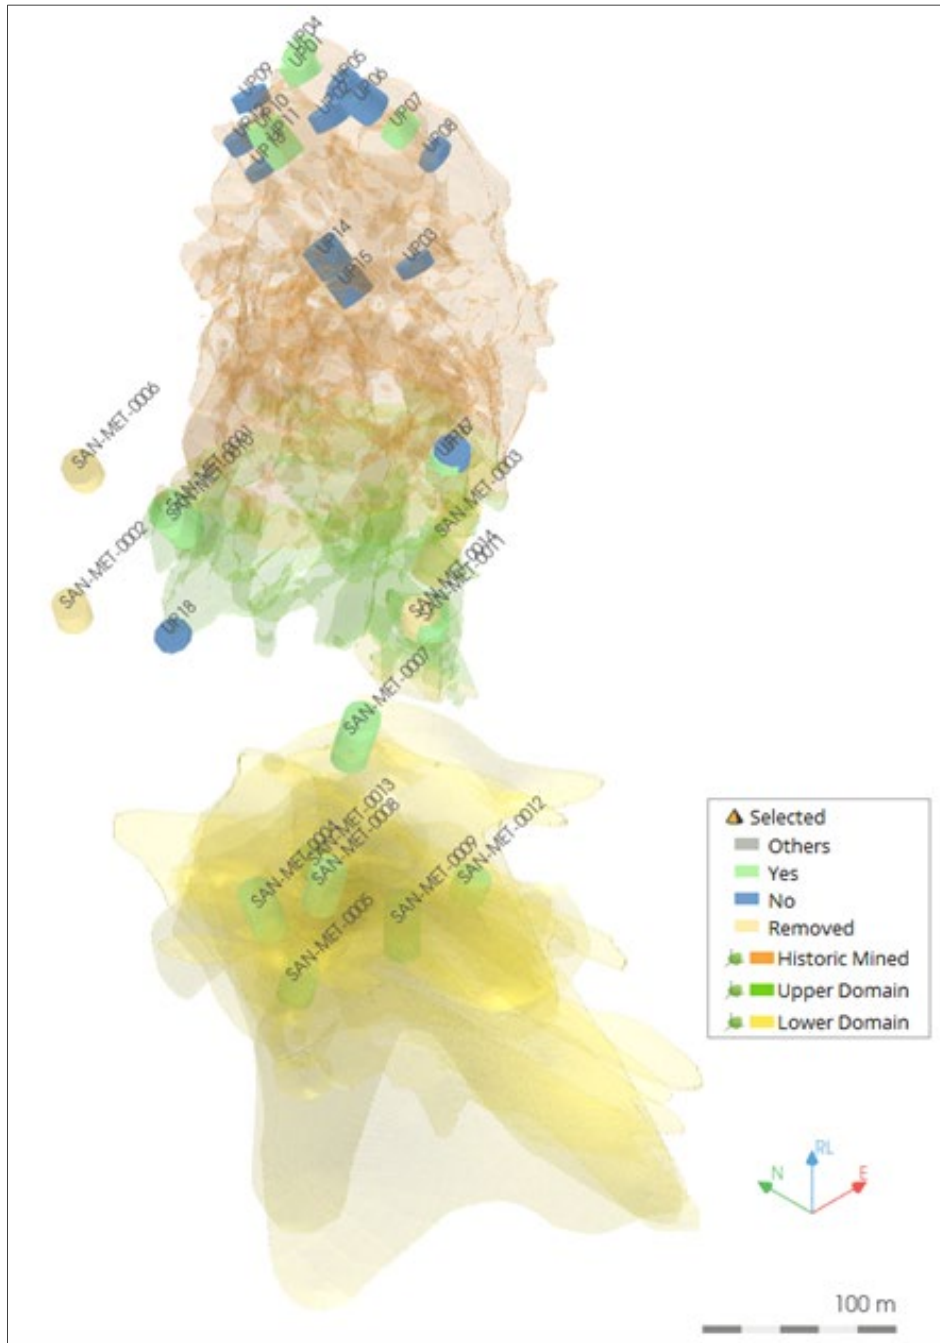 UP04
UP01
UP05
UP09
UP06
UP02
UP10
UP07
UP11
UP08
UP14
UP03
UP15
SAN-MET-0006
SAN-MET-0003
SAN-MET-0002
SAN-MET-0014
SAN-MET-0011
UP18
SAN-MET-0007
SAN-MET-0013
SAN-MET-0008
SAN-MET-0004
SAN-MET-0012
SAN-MET-0009
SAN-MET-0005
Selected
Others
Yes
No
Removed
Historic Mined
Upper Domain
Lower Domain
RL
N
E
100 m